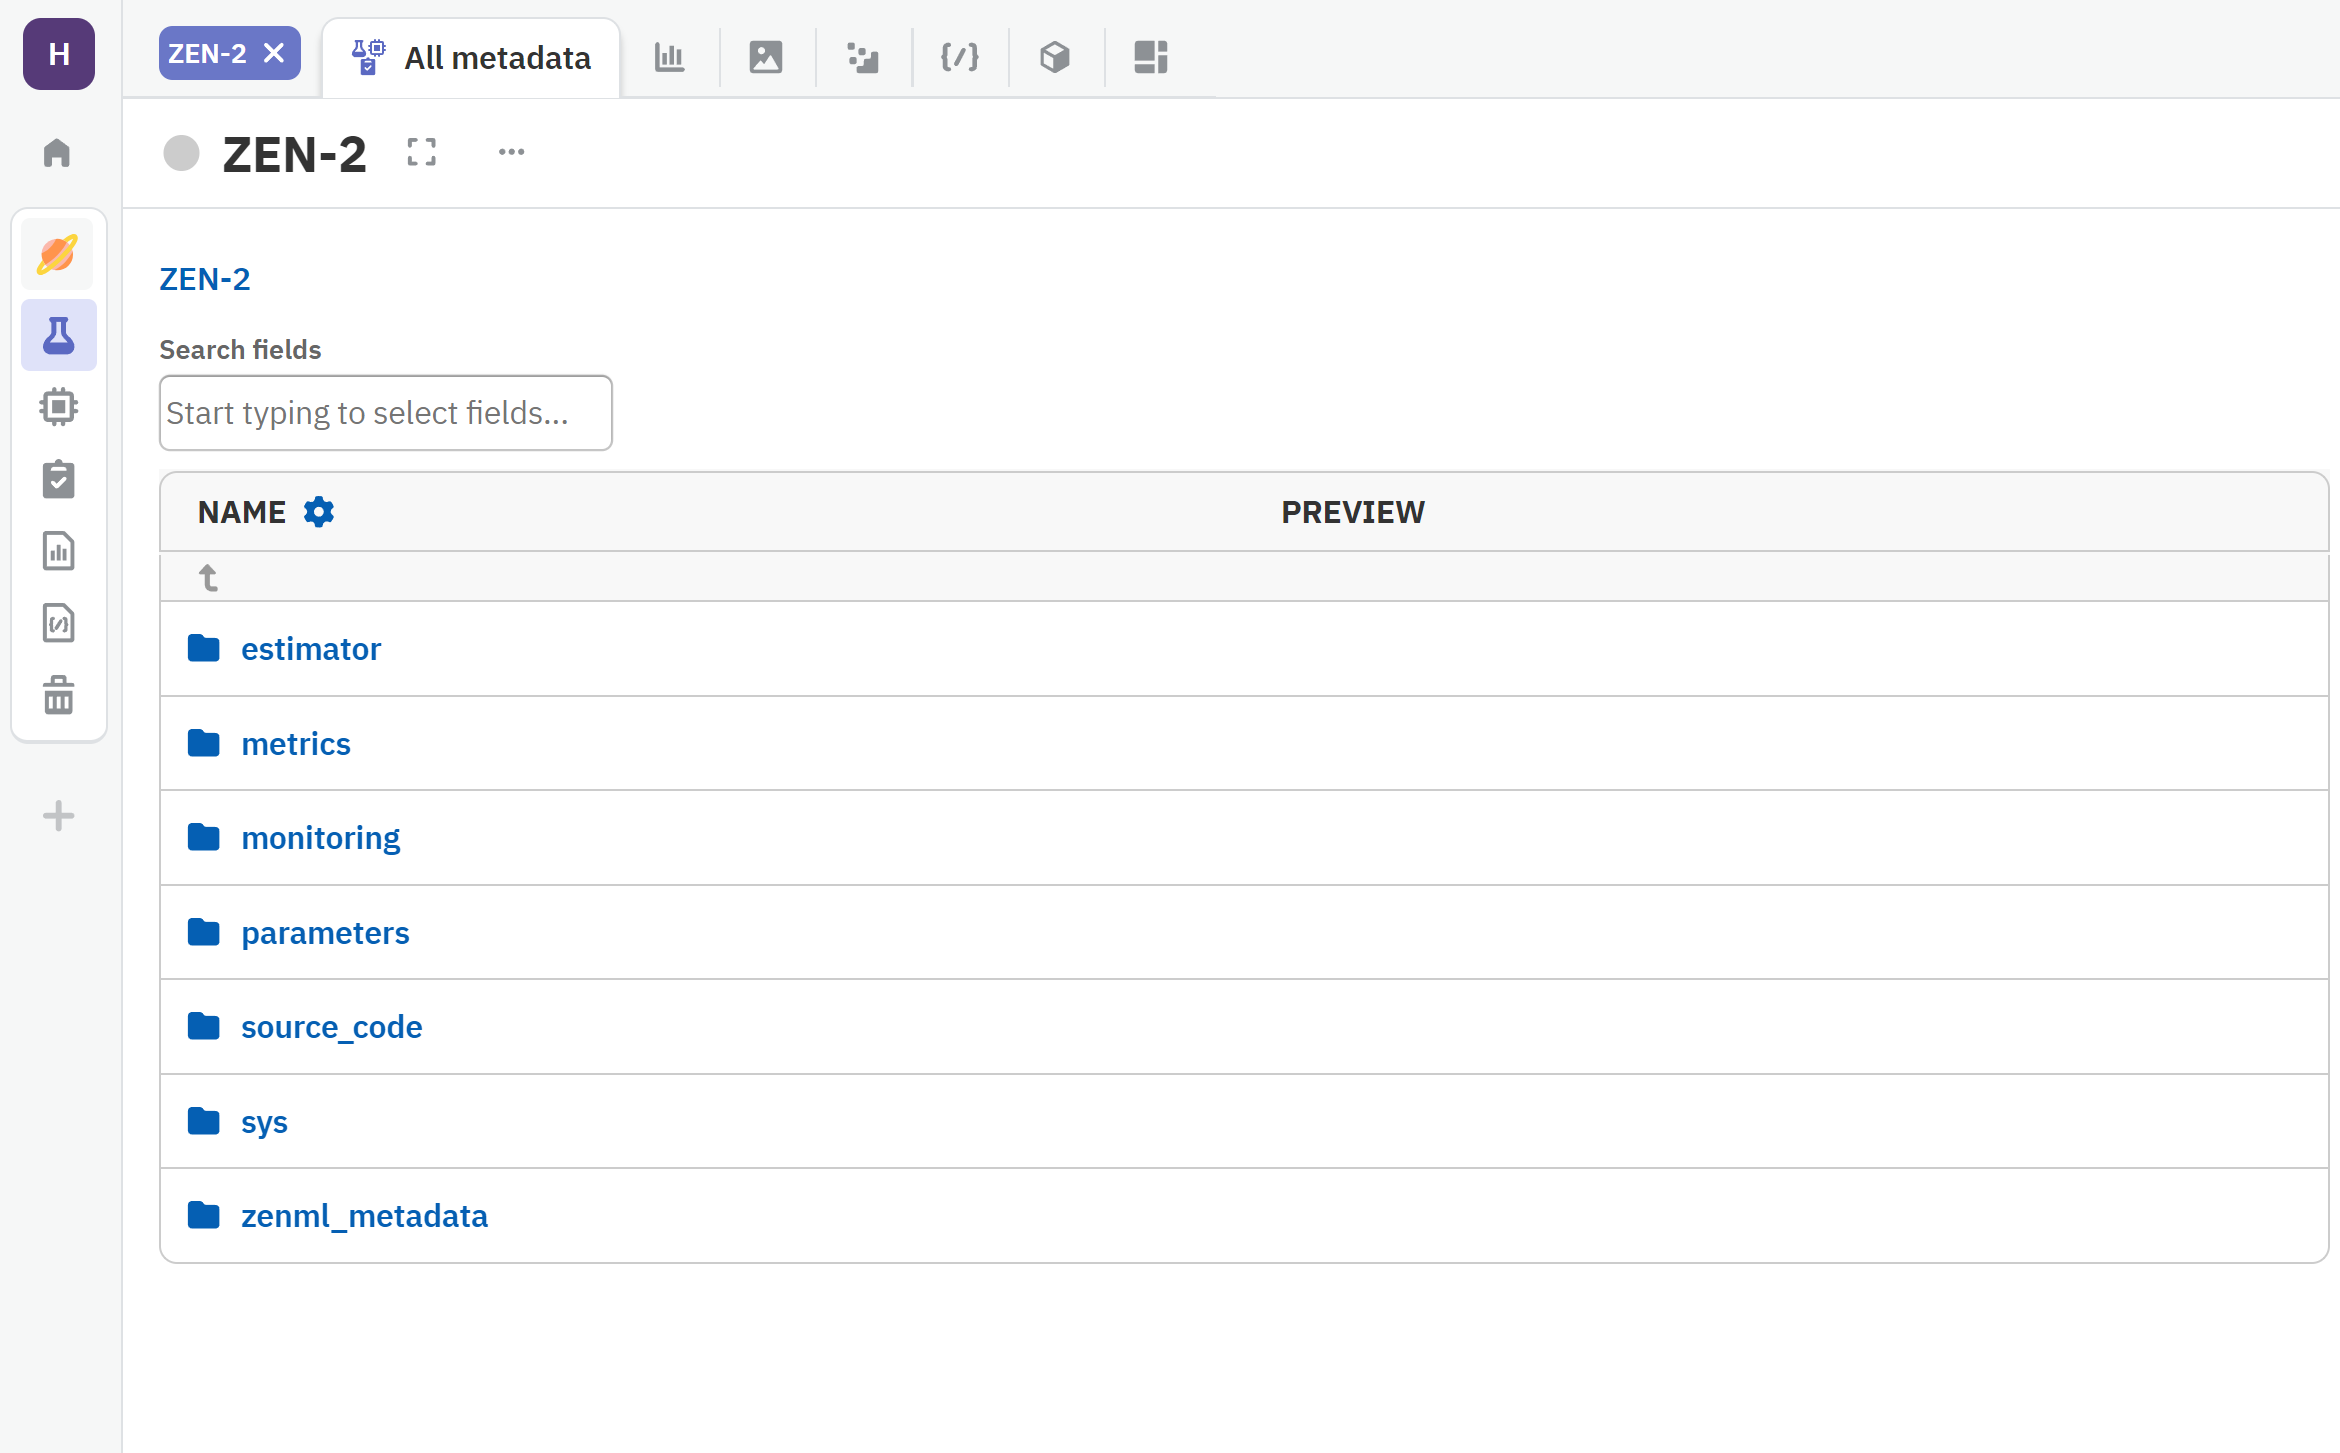 H
ZEN-2
All metadata
ZEN-2
ZEN-2
Search fields
Start typing to select fields...
NAME PREVIEW
estimator
metrics
monitoring
parameters
source_code
sys
zenml_metadata